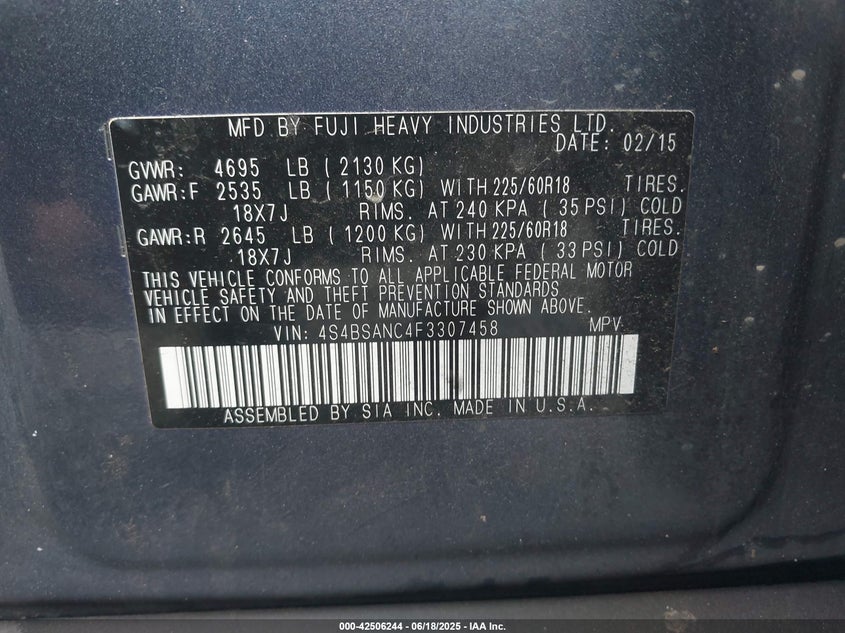 MFD BY FUJI HEAVY INDUSTRIES LTD.
DATE: 02/15
GVWR: 4695 LB ( 2130 KG)
GAWR:F 2535 LB ( 1150 KG) WITH 225/60R18 TIRES.
18X7J RIMS. AT 240 KPA ( 35 PSI) COLD
GAWR:R 2645 LB ( 1200 KG) WITH 225/60R18 TIRES.
18X7J RIMS. AT 230 KPA ( 33 PSI) COLD
THIS VEHICLE CONFORMS TO ALL APPLICABLE FEDERAL MOTOR
VEHICLE SAFETY AND THEFT PREVENTION STANDARDS
IN EFFECT ON THE DATE OF MANUFACTURE SHOWN ABOVE.
VIN: 4S4BSANC4F3307458 MPV
ASSEMBLED BY SIA INC. MADE IN U.S.A.
000-42506244 - 06/18/2025 - IAA Inc.